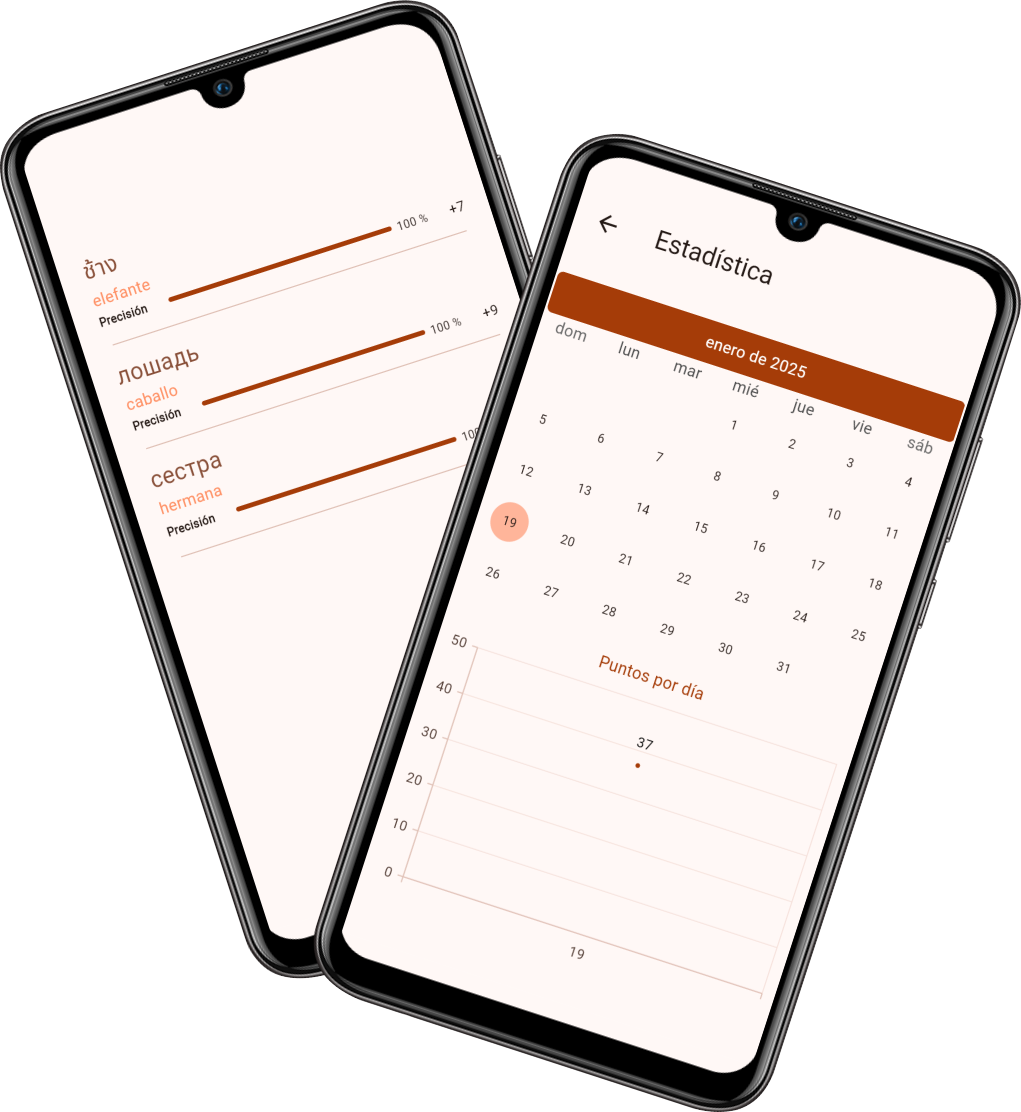 ช้าง
elefante
Precisión
100 %
+7
лошадь
caballo
Precisión
100 %
+9
сестра
hermana
Precisión
100
Estadística
enero de 2025
dom lun mar mié jue vie sáb
1 2 3 4
5 6 7 8 9 10 11
12 13 14 15 16 17 18
19 20 21 22 23 24 25
26 27 28 29 30 31
Puntos por día
50
40
30
20
10
0
37
19